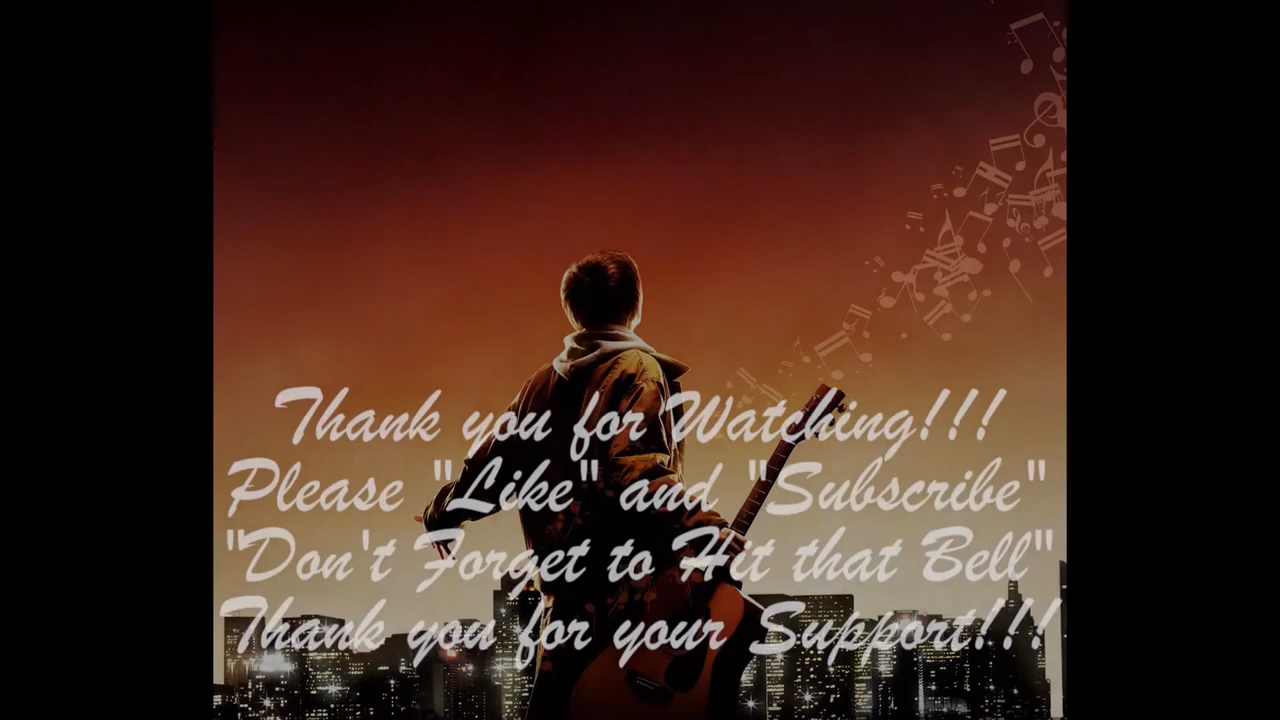 Thank you for Watching!!!
Please "Like" and "Subscribe"
"Don't Forget to Hit that Bell"
Thank you for your Support!!!